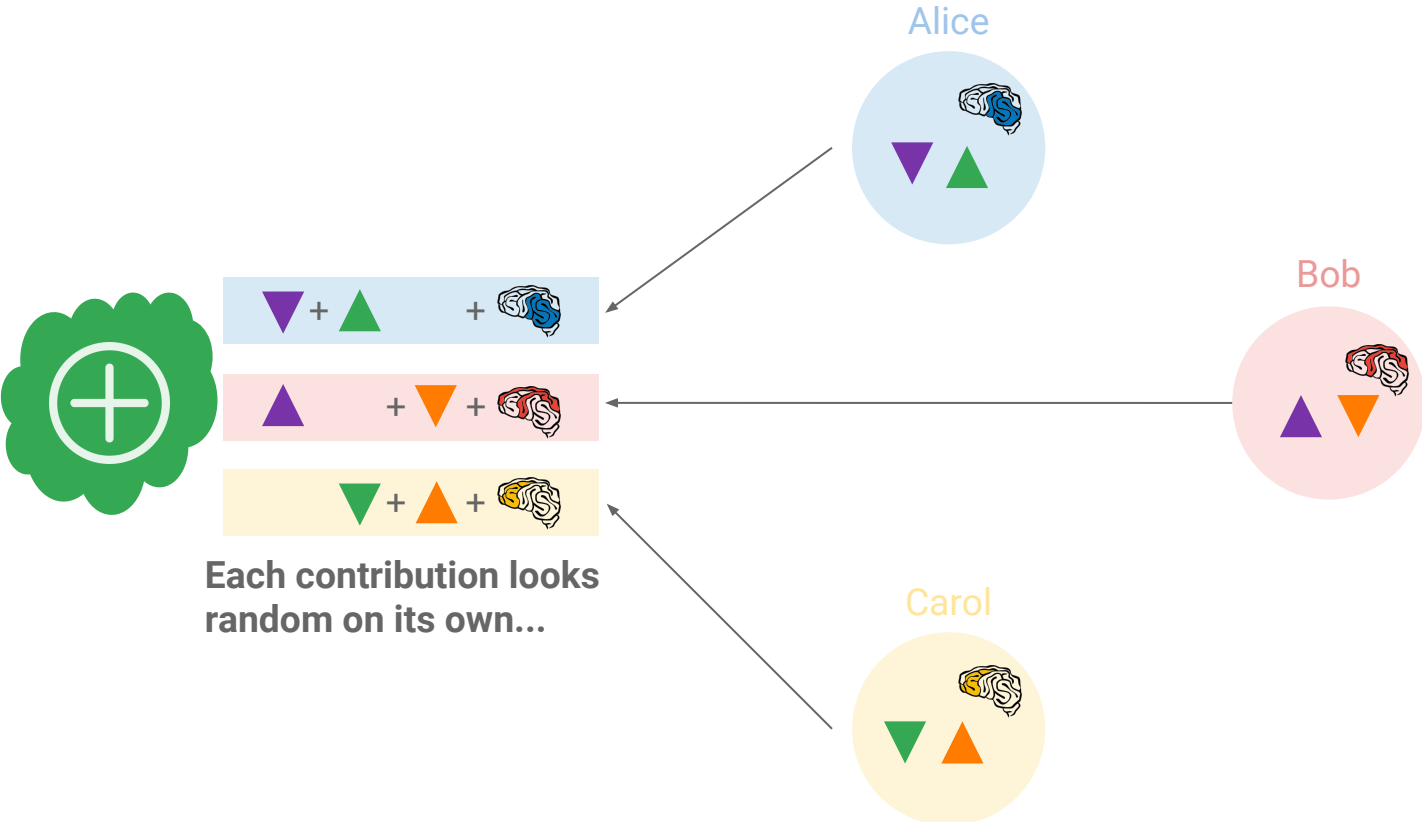 Alice
Bob
+ +
+ +
+ +
Each contribution looks
random on its own...
Carol